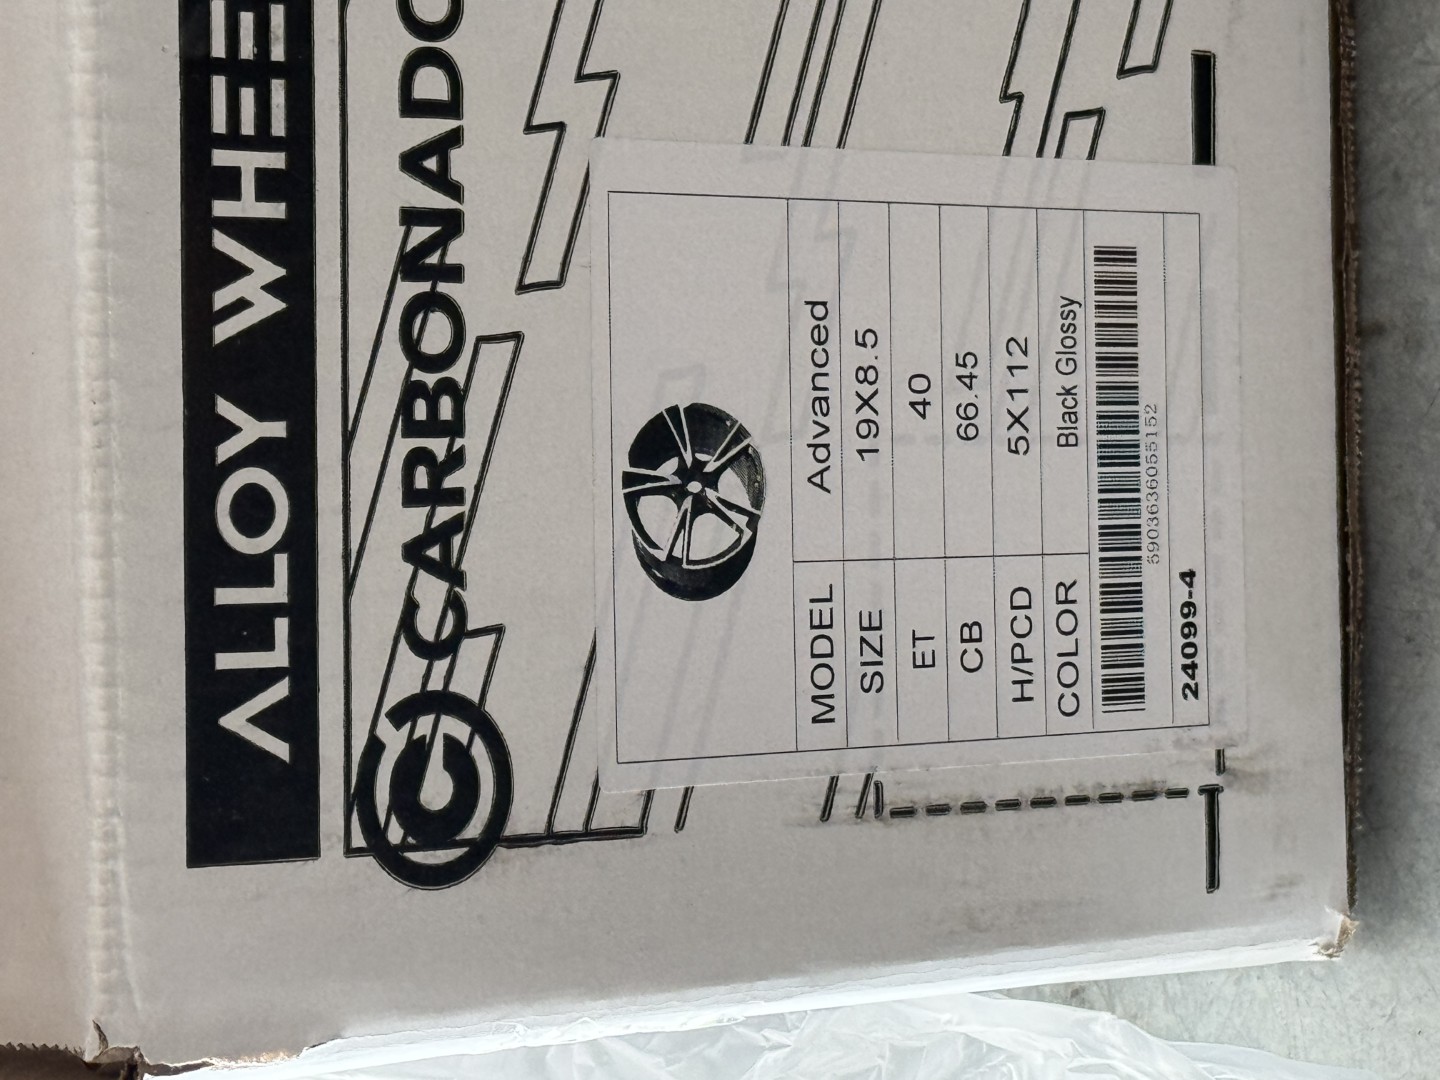 ALLOY WHEE
C CARBONADO
MODEL Advanced
SIZE 19X8.5
ET 40
CB 66.45
H/PCD 5X112
COLOR Black Glossy
5903636055152
24099-4